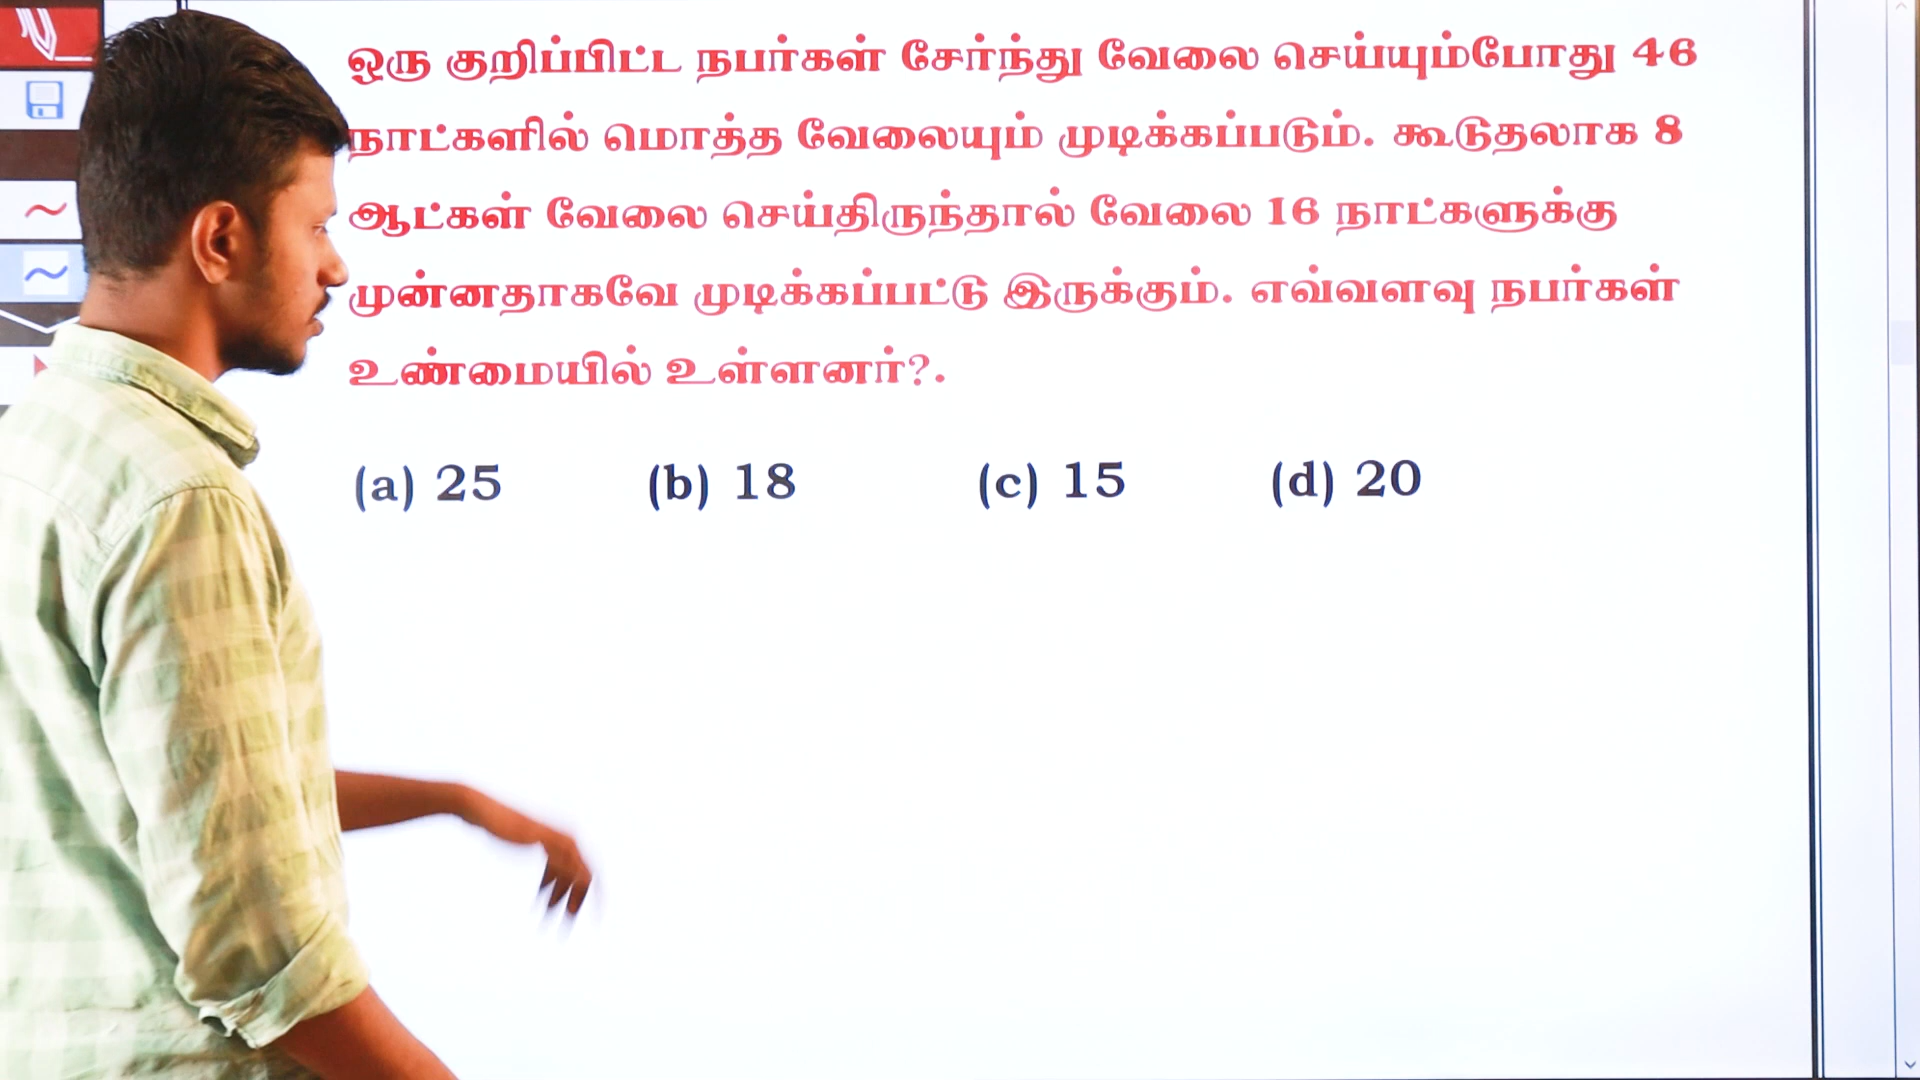 ஒரு குறிப்பிட்ட நபர்கள் சேர்ந்து வேலை செய்யும்போது 46
நாட்களில் மொத்த வேலையும் முடிக்கப்படும். கூடுதலாக 8
ஆட்கள் வேலை செய்திருந்தால் வேலை 16 நாட்களுக்கு
முன்னதாகவே முடிக்கப்பட்டு இருக்கும். எவ்வளவு நபர்கள்
உண்மையில் உள்ளனர்?.
(a) 25 (b) 18 (c) 15 (d) 20